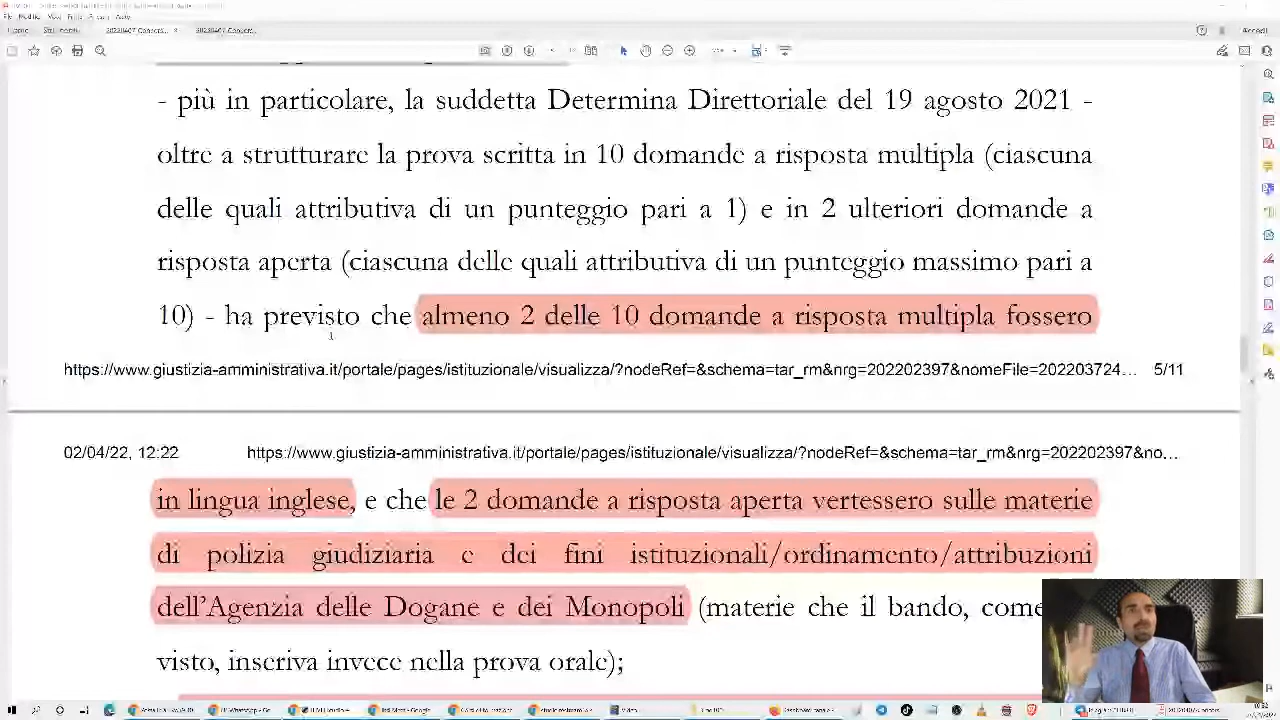 - più in particolare, la suddetta Determina Direttoriale del 19 agosto 2021 -
oltre a strutturare la prova scritta in 10 domande a risposta multipla (ciascuna
delle quali attributiva di un punteggio pari a 1) e in 2 ulteriori domande a
risposta aperta (ciascuna delle quali attributiva di un punteggio massimo pari a
10) - ha previsto che almeno 2 delle 10 domande a risposta multipla fossero
https://www.giustizia-amministrativa.it/portale/pages/istituzionale/visualizza/?nodeRef=&schema=tar_rm&nrg=202202397&nomeFile=202203724… 5/11
02/04/22, 12:22 https://www.giustizia-amministrativa.it/portale/pages/istituzionale/visualizza/?nodeRef=&schema=tar_rm&nrg=202202397&no…
in lingua inglese, e che le 2 domande a risposta aperta vertessero sulle materie
di polizia giudiziaria e dei fini istituzionali/ordinamento/attribuzioni
dell'Agenzia delle Dogane e dei Monopoli (materie che il bando, come
visto, inseriva invece nella prova orale);